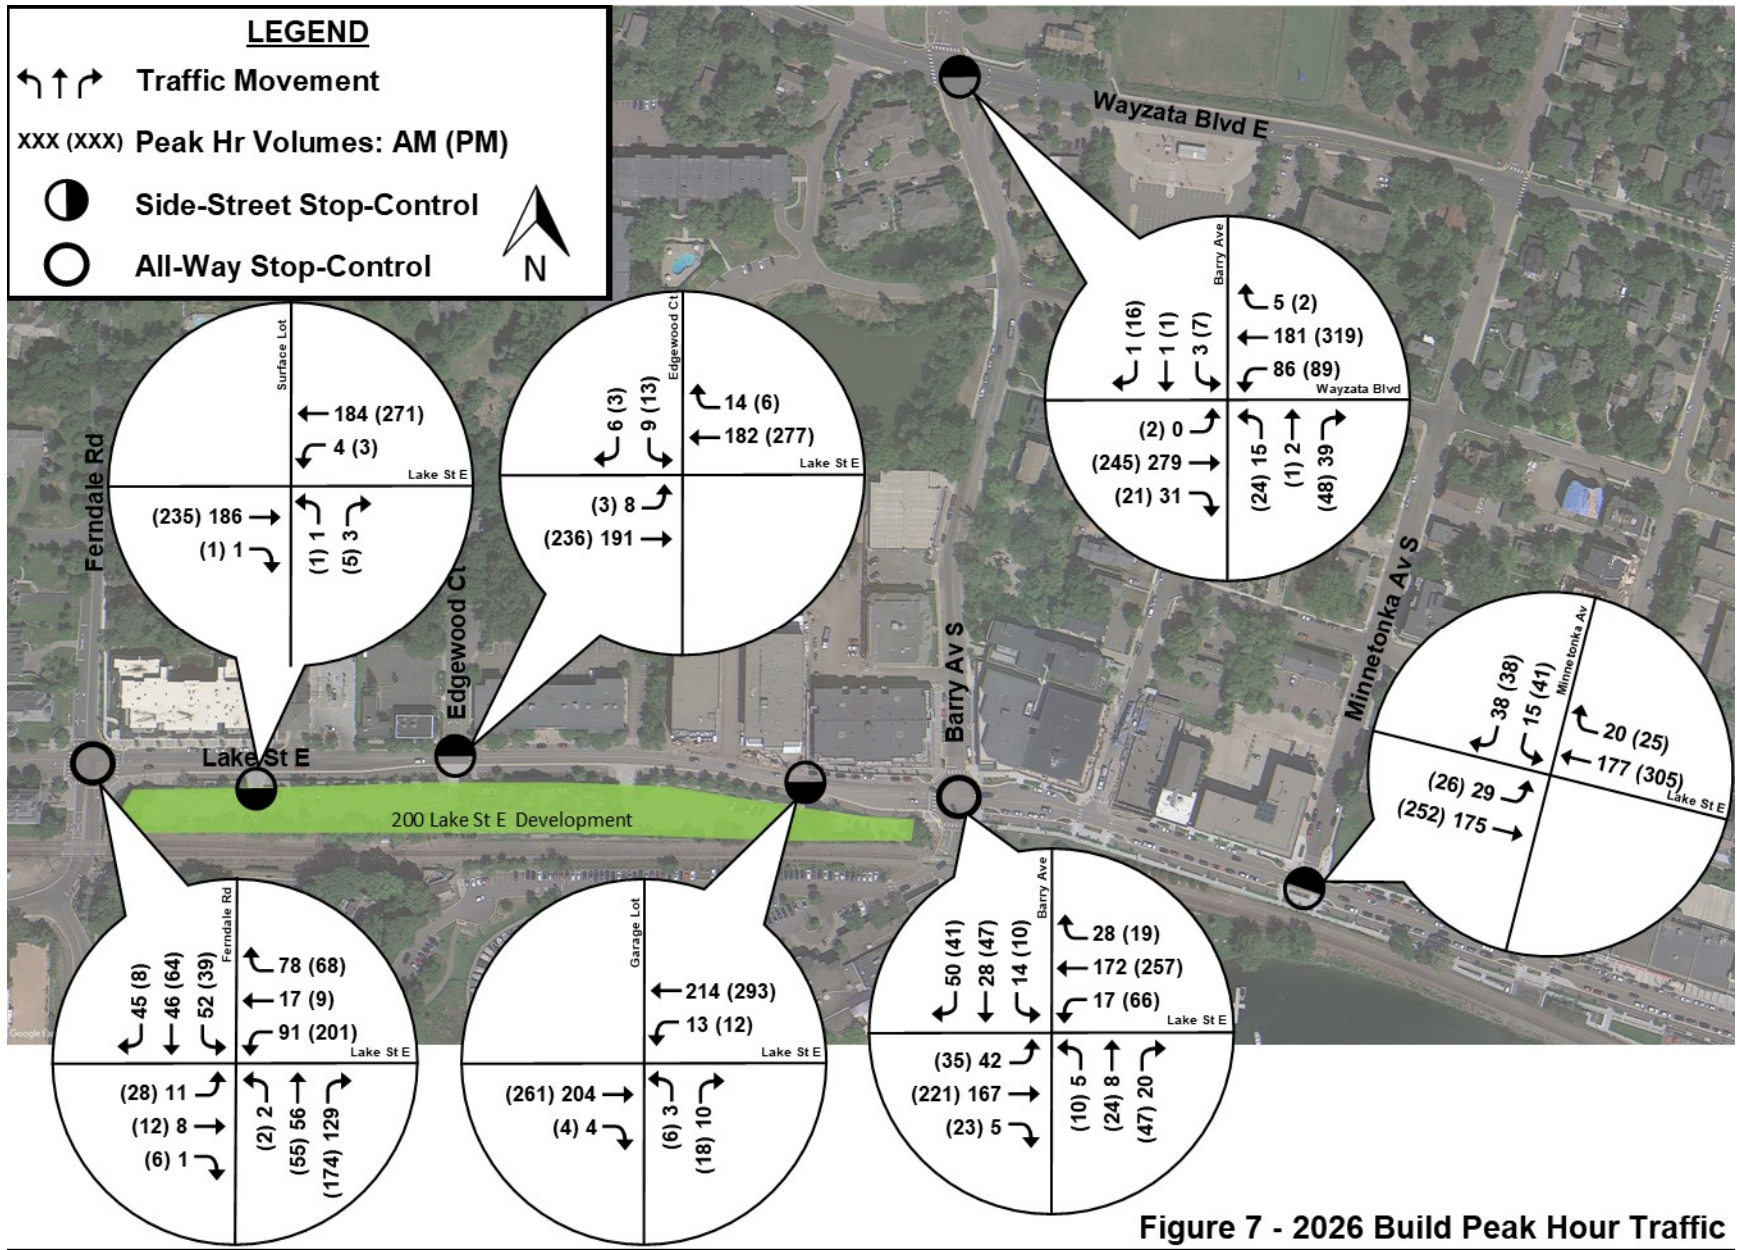 LEGEND
Traffic Movement
XXX (XXX) Peak Hr Volumes: AM (PM)
Side-Street Stop-Control
All-Way Stop-Control
N
Wayzata Blvd E
Ferndale Rd
Edgewood Ct
Barry Av S
Minnetonka Av S
Lake St E
200 Lake St E Development
Surface Lot
184 (271)
4 (3)
Lake St E
(235) 186
(1) 1
(1) 1
(5) 3
Edgewood Ct
6 (3)
9 (13)
14 (6)
182 (277)
Lake St E
(3) 8
(236) 191
Barry Ave
1 (16)
1 (1)
3 (7)
5 (2)
181 (319)
86 (89)
Wayzata Blvd
(2) 0
(245) 279
(21) 31
(24) 15
(1) 2
(48) 39
Minnetonka Av
38 (38)
15 (41)
20 (25)
177 (305)
Lake St E
(26) 29
(252) 175
Ferndale Rd
45 (8)
46 (64)
52 (39)
78 (68)
17 (9)
91 (201)
Lake St E
(28) 11
(12) 8
(6) 1
(2) 2
(55) 56
(174) 129
Garage Lot
214 (293)
13 (12)
Lake St E
(261) 204
(4) 4
(6) 3
(18) 10
Barry Ave
50 (41)
28 (47)
14 (10)
28 (19)
172 (257)
17 (66)
Lake St E
(35) 42
(221) 167
(23) 5
(10) 5
(24) 8
(47) 20
Google
Figure 7 - 2026 Build Peak Hour Traffic